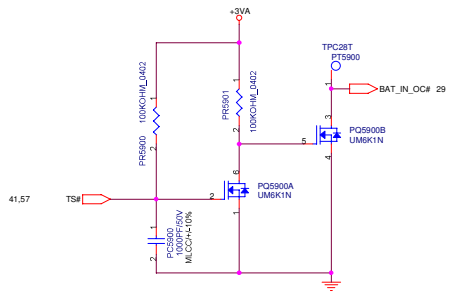 +3VA
TPC28T
PT5900
100KOHM_0402
PR5900
1
2
PR5901
100KOHM_0402
1
2
1
BAT_IN_OC# 29
3
PQ5900B
5
UM6K1N
4
6
PQ5900A
2
UM6K1N
1
41,57
TS#
PC5900
1000PF/50V
MLCC/+/-10%
1
2